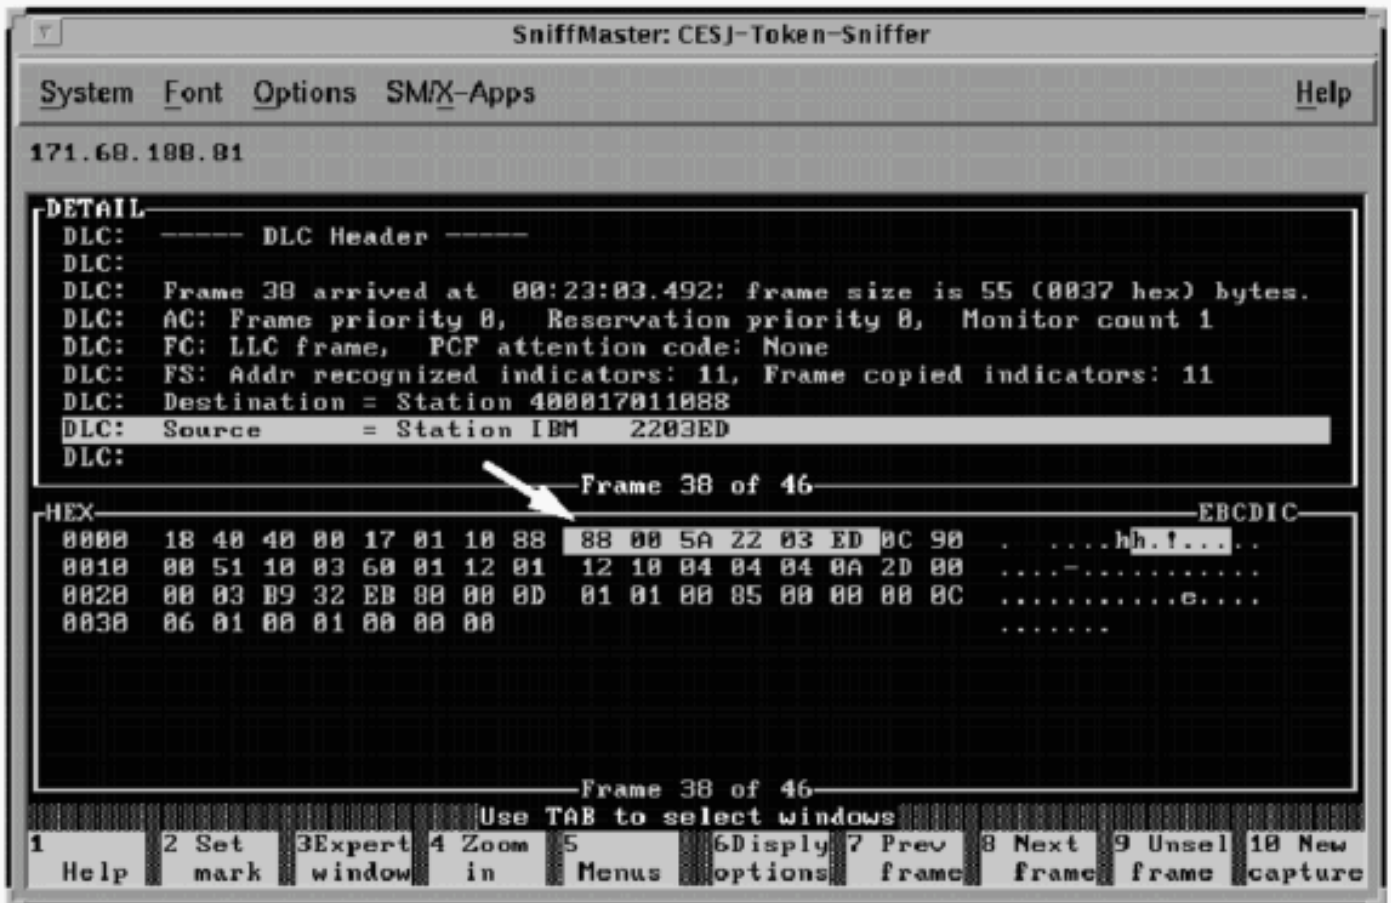 SniffMaster: CESJ-Token-Sniffer
System Font Options SM/X-Apps Help
171.68.188.81
DETAIL
DLC: ----- DLC Header -----
DLC:
DLC: Frame 38 arrived at 00:23:03.492; frame size is 55 (0037 hex) bytes.
DLC: AC: Frame priority 0, Reservation priority 0, Monitor count 1
DLC: FC: LLC frame, PCF attention code: None
DLC: FS: Addr recognized indicators: 11, Frame copied indicators: 11
DLC: Destination = Station 400017011088
DLC: Source = Station IBM 2203ED
DLC:
Frame 38 of 46
HEX EBCDIC
0000 18 40 40 00 17 01 10 88 88 00 5A 22 03 ED 0C 90 . ....hh.!.....
0010 00 51 10 03 60 01 12 01 12 10 04 04 04 0A 2D 00 ....-...........
0020 00 03 B9 32 EB 80 00 0D 01 01 00 85 00 00 00 0C ...........e....
0030 06 01 00 01 00 00 00 .......
Frame 38 of 46
Use TAB to select windows
1 2 Set 3Expert 4 Zoom 5 6Disply 7 Prev 8 Next 9 Unsel 10 New
Help mark window in Menus options frame frame frame capture